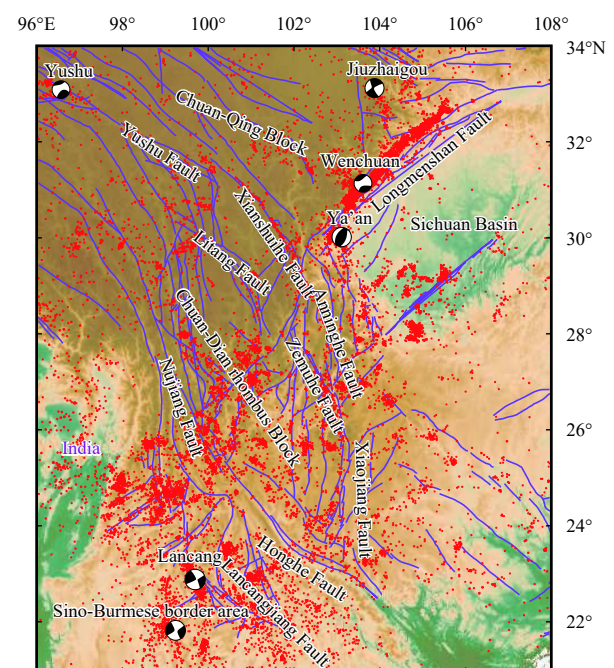 96°E 98° 100° 102° 104° 106° 108°
34°N
Yushu
Jiuzhaigou
Chuan-Qing Block
32°
Yushu Fault
Wenchuan
Longmenshan Fault
Xianshuihe Fault
Ya'an
Sichuan Basin
30°
Litang Fault
Chuan-Dian rhombus Block
Anninghe Fault
28°
Zemuhe Fault
Nujiang Fault
26°
India
Xiaojiang Fault
24°
Lancang
Honghe Fault
Lancangjiang Fault
Sino-Burmese border area
22°